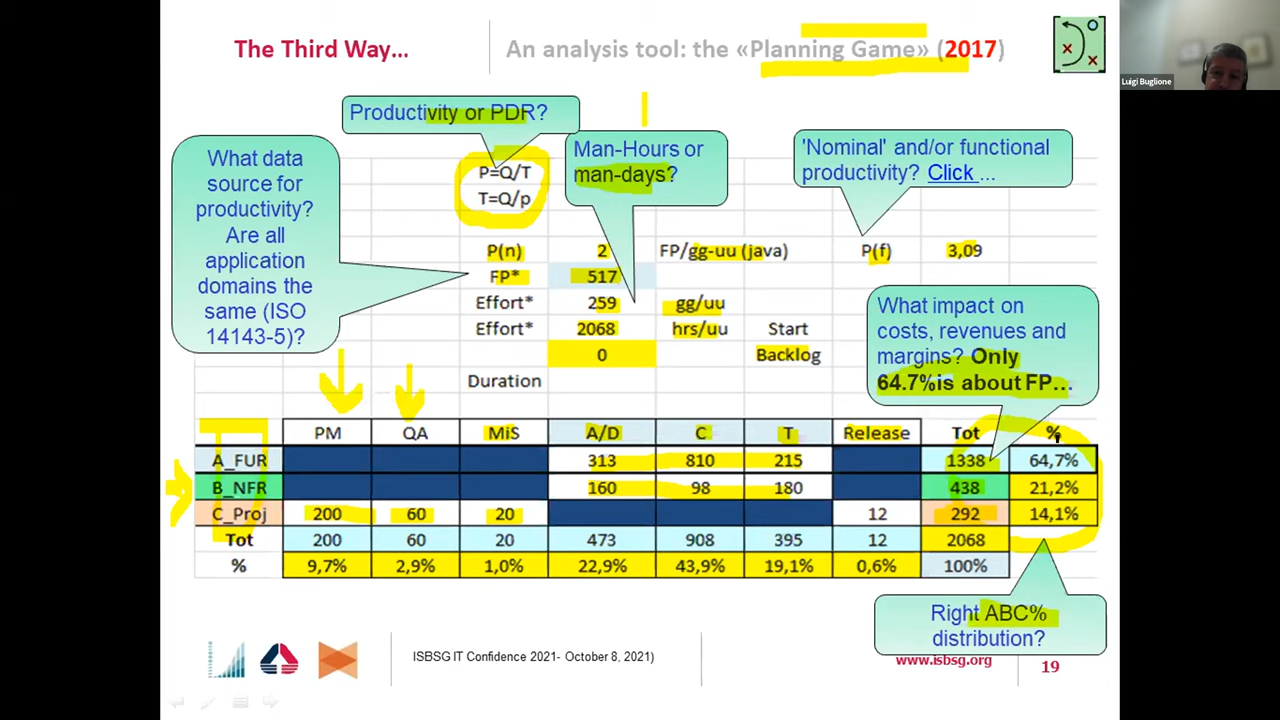 The Third Way...
An analysis tool: the «Planning Game» (2017)
Luigi Buglione
Productivity or PDR?
What data
source for
productivity?
Are all
application
domains the
same (ISO
14143-5)?
Man-Hours or
man-days?
'Nominal' and/or functional
productivity? Click ...
P=Q/T
T=Q/p
P(n) 2 FP/gg-uu (java) P(f) 3,09
FP* 517
Effort* 259 gg/uu
Effort* 2068 hrs/uu Start
0 Backlog
Duration
What impact on
costs, revenues and
margins? Only
64.7%is about FP...
PM QA MiS A/D C T Release Tot %
A_FUR 313 810 215 1338 64,7%
B_NFR 160 98 180 438 21,2%
C_Proj 200 60 20 12 292 14,1%
Tot 200 60 20 473 908 395 12 2068
% 9,7% 2,9% 1,0% 22,9% 43,9% 19,1% 0,6% 100%
Right ABC%
distribution?
ISBSG IT Confidence 2021- October 8, 2021)
www.isbsg.org
19